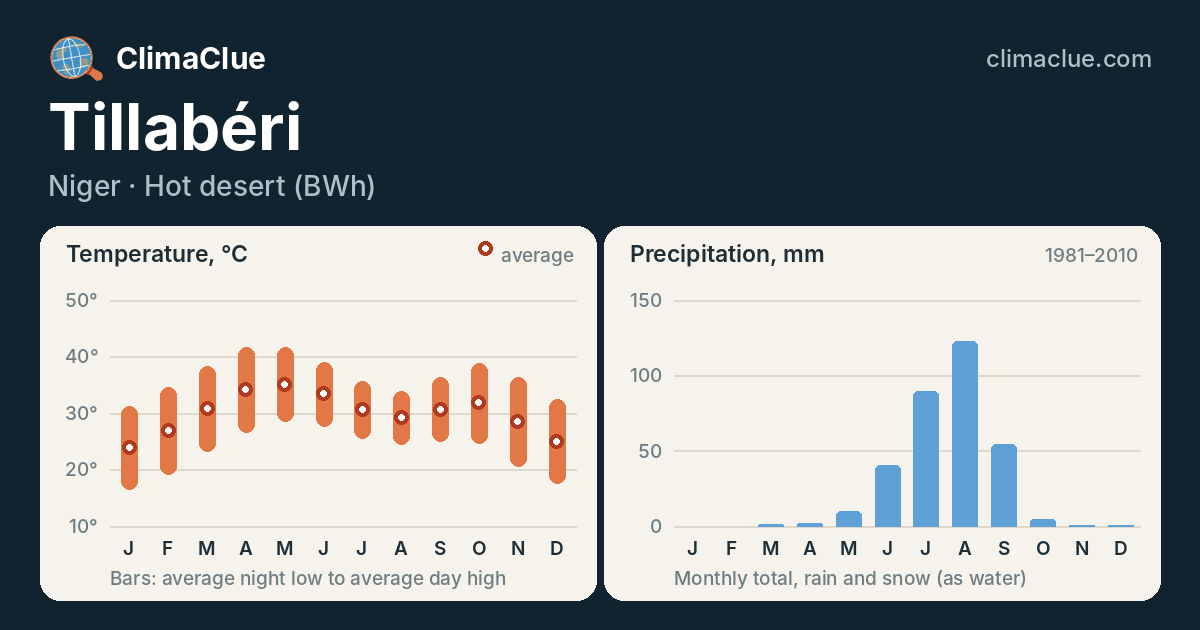 ClimaClue
climaclue.com
Tillabéri
Niger · Hot desert (BWh)
Temperature, °C
average
50°
40°
30°
20°
10°
J F M A M J J A S O N D
Bars: average night low to average day high
Precipitation, mm
1981–2010
150
100
50
0
J F M A M J J A S O N D
Monthly total, rain and snow (as water)